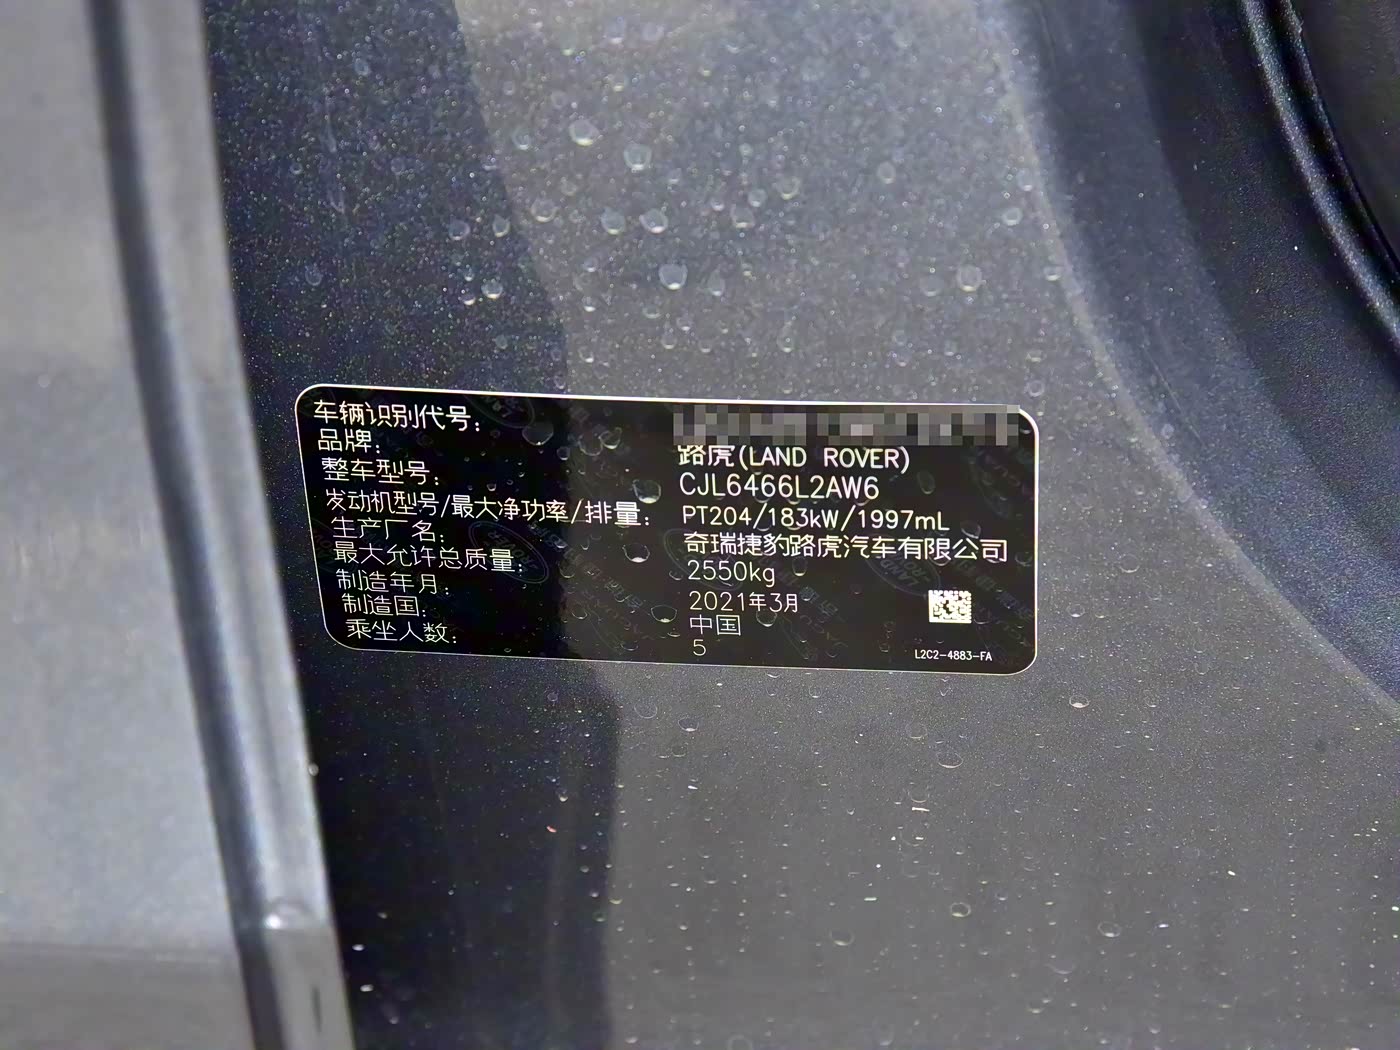 车辆识别代号:
品牌: 路虎(LAND ROVER)
整车型号: CJL6466L2AW6
发动机型号/最大净功率/排量: PT204/183kW/1997mL
生产厂名: 奇瑞捷豹路虎汽车有限公司
最大允许总质量: 2550kg
制造年月: 2021年3月
制造国: 中国
乘坐人数: 5
L2C2-4883-FA